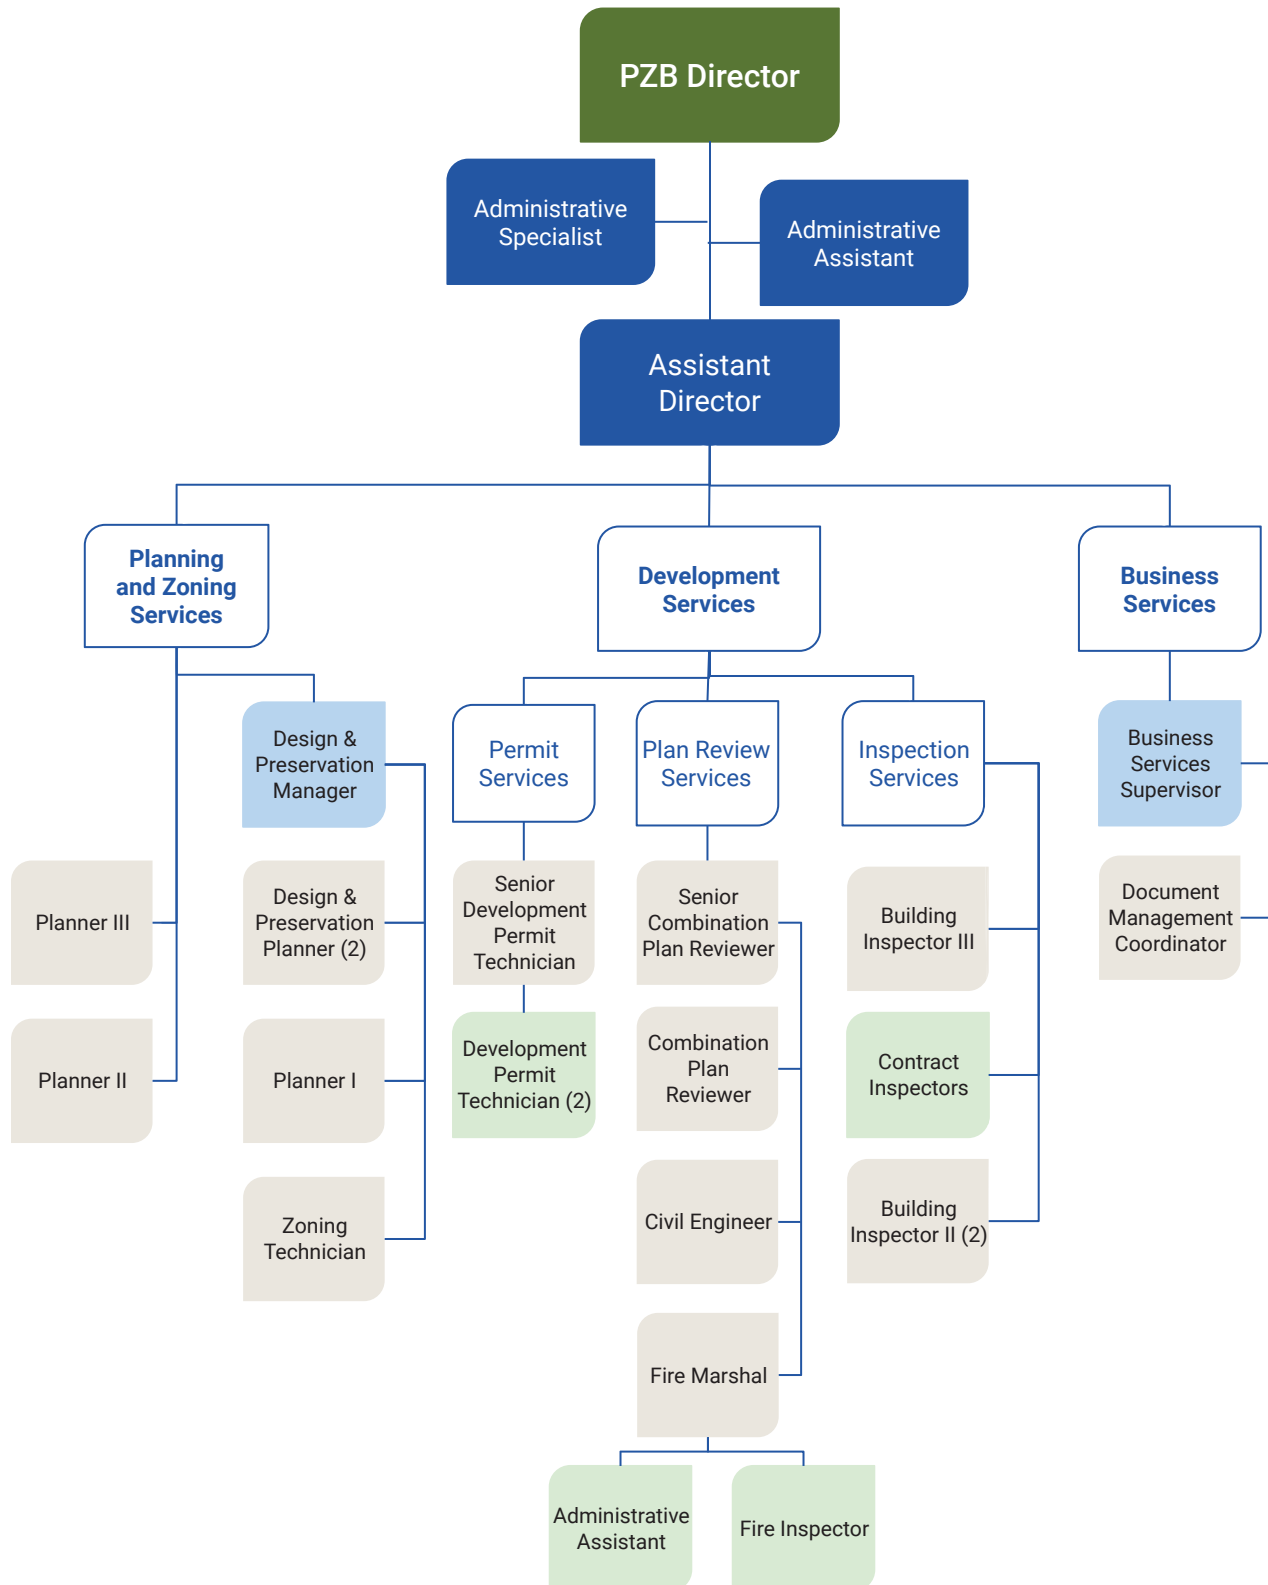 PZB Director
Administrative
Specialist
Administrative
Assistant
Assistant
Director
Planning
and Zoning
Services
Development
Services
Business
Services
Design &
Preservation
Manager
Permit
Services
Plan Review
Services
Inspection
Services
Business
Services
Supervisor
Planner III
Design &
Preservation
Planner (2)
Senior
Development
Permit
Technician
Senior
Combination
Plan Reviewer
Building
Inspector III
Document
Management
Coordinator
Planner II
Planner I
Development
Permit
Technician (2)
Combination
Plan
Reviewer
Contract
Inspectors
Zoning
Technician
Civil Engineer
Building
Inspector II (2)
Fire Marshal
Administrative
Assistant
Fire Inspector